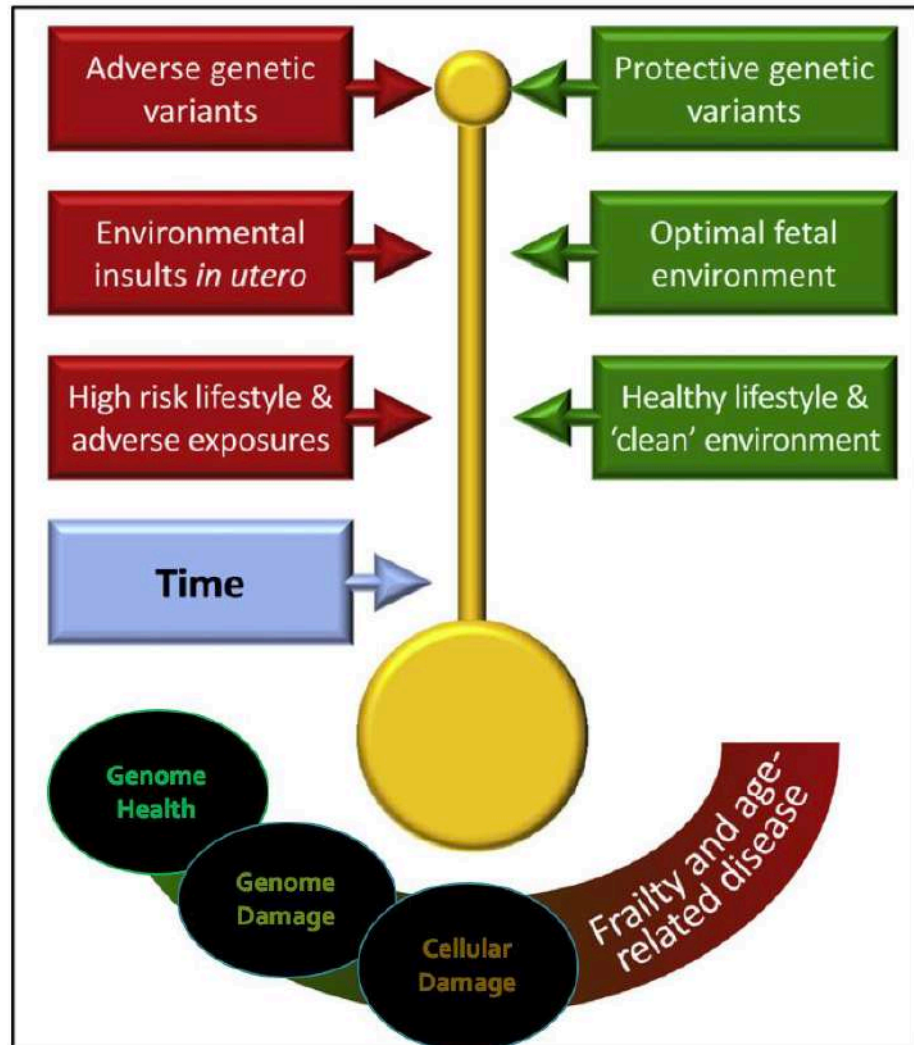 Adverse genetic
variants
Protective genetic
variants
Environmental
insults in utero
Optimal fetal
environment
High risk lifestyle &
adverse exposures
Healthy lifestyle &
‘clean’ environment
Time
Genome
Health
Genome
Damage
Cellular
Damage
Frailty and age-
related disease